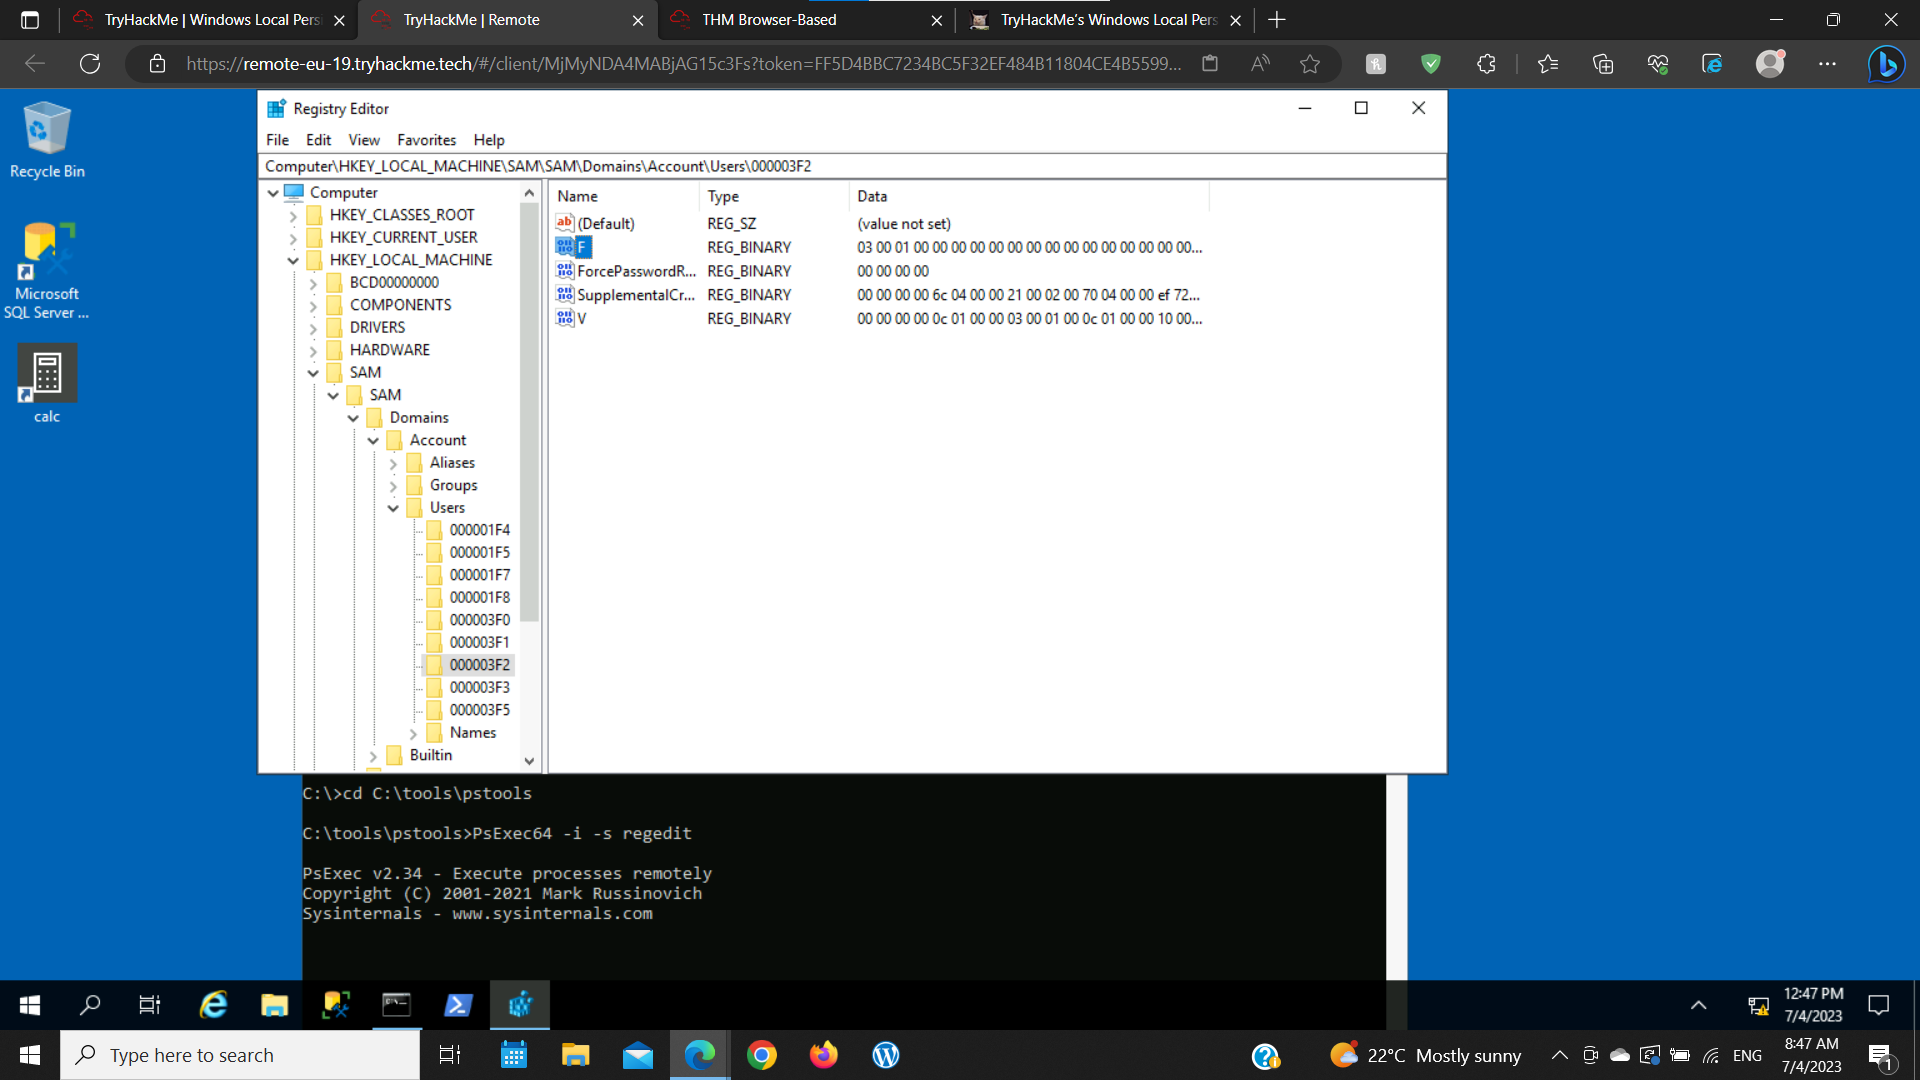 TryHackMe | Windows Local Persi
TryHackMe | Remote
THM Browser-Based
TryHackMe's Windows Local Pers
https://remote-eu-19.tryhackme.tech/#/client/MjMyNDA4MABjAG15c3Fs?token=FF5D4BBC7234BC5F32EF484B11804CE4B5599...
Recycle Bin
Microsoft
SQL Server ...
calc
Registry Editor
File Edit View Favorites Help
Computer\HKEY_LOCAL_MACHINE\SAM\SAM\Domains\Account\Users\000003F2
Computer
HKEY_CLASSES_ROOT
HKEY_CURRENT_USER
HKEY_LOCAL_MACHINE
BCD00000000
COMPONENTS
DRIVERS
HARDWARE
SAM
SAM
Domains
Account
Aliases
Groups
Users
000001F4
000001F5
000001F7
000001F8
000003F0
000003F1
000003F2
000003F3
000003F5
Names
Builtin
Name Type Data
(Default) REG_SZ (value not set)
F REG_BINARY 03 00 01 00 00 00 00 00 00 00 00 00 00 00 00 00 00 00...
ForcePasswordR... REG_BINARY 00 00 00 00
SupplementalCr... REG_BINARY 00 00 00 00 6c 04 00 00 21 00 02 00 70 04 00 00 ef 72...
V REG_BINARY 00 00 00 00 0c 01 00 00 03 00 01 00 0c 01 00 00 10 00...
C:\>cd C:\tools\pstools
C:\tools\pstools>PsExec64 -i -s regedit
PsExec v2.34 - Execute processes remotely
Copyright (C) 2001-2021 Mark Russinovich
Sysinternals - www.sysinternals.com
12:47 PM
7/4/2023
Type here to search
22°C Mostly sunny
ENG
8:47 AM
7/4/2023
1